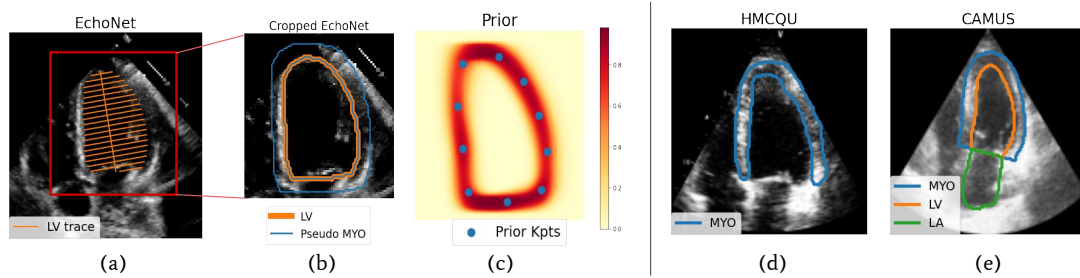 EchoNet
LV trace
(a)
Cropped EchoNet
LV
Pseudo MYO
(b)
Prior
0.8
0.6
0.4
0.2
0.0
Prior Kpts
(c)
HMCQU
V
MYO
(d)
CAMUS
MYO
LV
LA
(e)